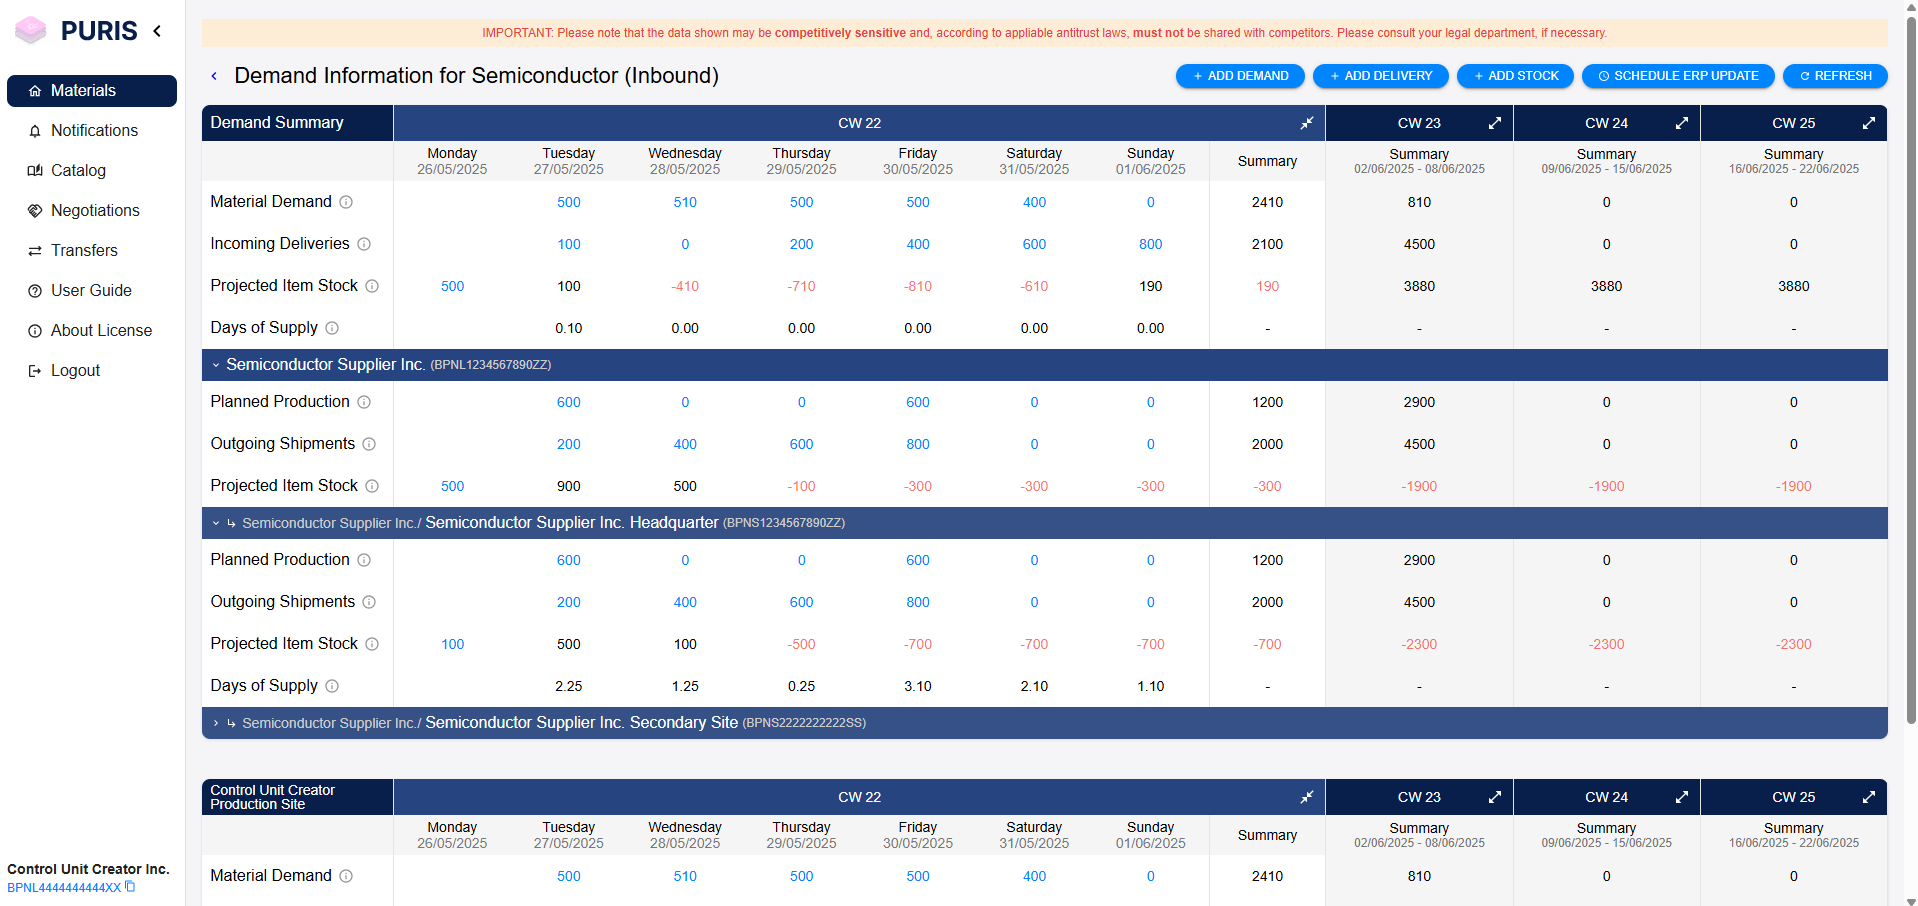 PURIS
IMPORTANT: Please note that the data shown may be competitively sensitive and, according to appliable antitrust laws, must not be shared with competitors. Please consult your legal department, if necessary.
Materials
Notifications
Catalog
Negotiations
Transfers
User Guide
About License
Logout
Control Unit Creator Inc.
BPNL4444444444XX
Demand Information for Semiconductor (Inbound)
+ ADD DEMAND + ADD DELIVERY + ADD STOCK SCHEDULE ERP UPDATE REFRESH
Demand Summary CW 22 CW 23 CW 24 CW 25
Monday Tuesday Wednesday Thursday Friday Saturday Sunday Summary Summary Summary Summary
26/05/2025 27/05/2025 28/05/2025 29/05/2025 30/05/2025 31/05/2025 01/06/2025 02/06/2025 - 08/06/2025 09/06/2025 - 15/06/2025 16/06/2025 - 22/06/2025
Material Demand 500 510 500 500 400 0 2410 810 0 0
Incoming Deliveries 100 0 200 400 600 800 2100 4500 0 0
Projected Item Stock 500 100 -410 -710 -810 -610 190 190 3880 3880 3880
Days of Supply 0.10 0.00 0.00 0.00 0.00 0.00 - - - -
Semiconductor Supplier Inc. (BPNL1234567890ZZ)
Planned Production 600 0 0 600 0 0 1200 2900 0 0
Outgoing Shipments 200 400 600 800 0 0 2000 4500 0 0
Projected Item Stock 500 900 500 -100 -300 -300 -300 -300 -1900 -1900 -1900
Semiconductor Supplier Inc./ Semiconductor Supplier Inc. Headquarter (BPNS1234567890ZZ)
Planned Production 600 0 0 600 0 0 1200 2900 0 0
Outgoing Shipments 200 400 600 800 0 0 2000 4500 0 0
Projected Item Stock 100 500 100 -500 -700 -700 -700 -700 -2300 -2300 -2300
Days of Supply 2.25 1.25 0.25 3.10 2.10 1.10 - - - -
Semiconductor Supplier Inc./ Semiconductor Supplier Inc. Secondary Site (BPNS2222222222SS)
Control Unit Creator
Production Site CW 22 CW 23 CW 24 CW 25
Monday Tuesday Wednesday Thursday Friday Saturday Sunday Summary Summary Summary Summary
26/05/2025 27/05/2025 28/05/2025 29/05/2025 30/05/2025 31/05/2025 01/06/2025 02/06/2025 - 08/06/2025 09/06/2025 - 15/06/2025 16/06/2025 - 22/06/2025
Material Demand 500 510 500 500 400 0 2410 810 0 0